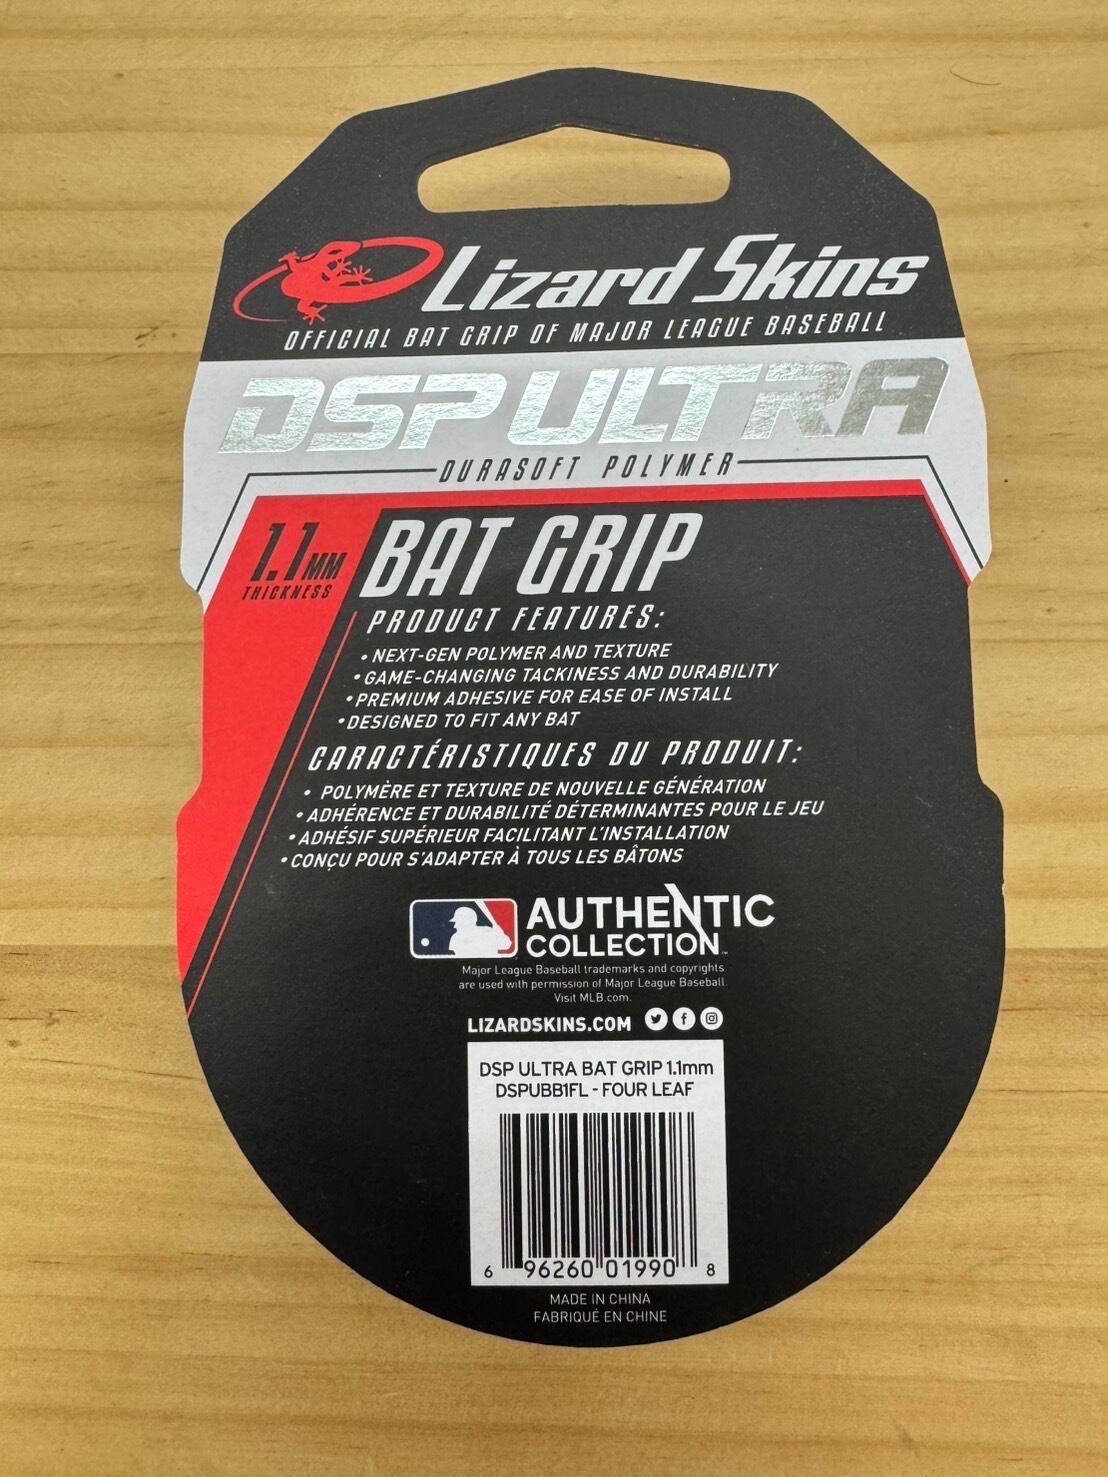 Lizard Skins
OFFICIAL BAT GRIP OF MAJOR LEAGUE BASEBALL
DSP ULTRA
DURASOFT POLYMER
1.1MM
THICKNESS
BAT GRIP
PRODUCT FEATURES:
• NEXT-GEN POLYMER AND TEXTURE
• GAME-CHANGING TACKINESS AND DURABILITY
• PREMIUM ADHESIVE FOR EASE OF INSTALL
• DESIGNED TO FIT ANY BAT
CARACTÉRISTIQUES DU PRODUIT:
• POLYMÈRE ET TEXTURE DE NOUVELLE GÉNÉRATION
• ADHÉRENCE ET DURABILITÉ DÉTERMINANTES POUR LE JEU
• ADHÉSIF SUPÉRIEUR FACILITANT L'INSTALLATION
• CONÇU POUR S'ADAPTER À TOUS LES BÂTONS
AUTHENTIC
COLLECTION™
Major League Baseball trademarks and copyrights
are used with permission of Major League Baseball.
Visit MLB.com.
LIZARDSKINS.COM
DSP ULTRA BAT GRIP 1.1mm
DSPUBB1FL - FOUR LEAF
6 96260 01990 8
MADE IN CHINA
FABRIQUÉ EN CHINE